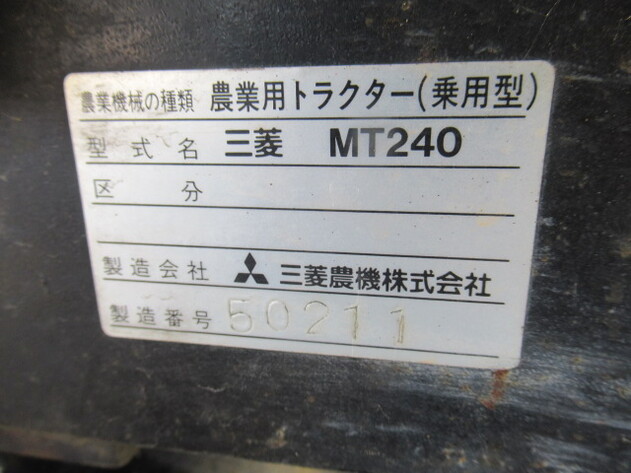 農業機械の種類 農業用トラクター(乗用型)
型式名 三菱 MT240
区分
製造会社 三菱農機株式会社
製造番号 50211